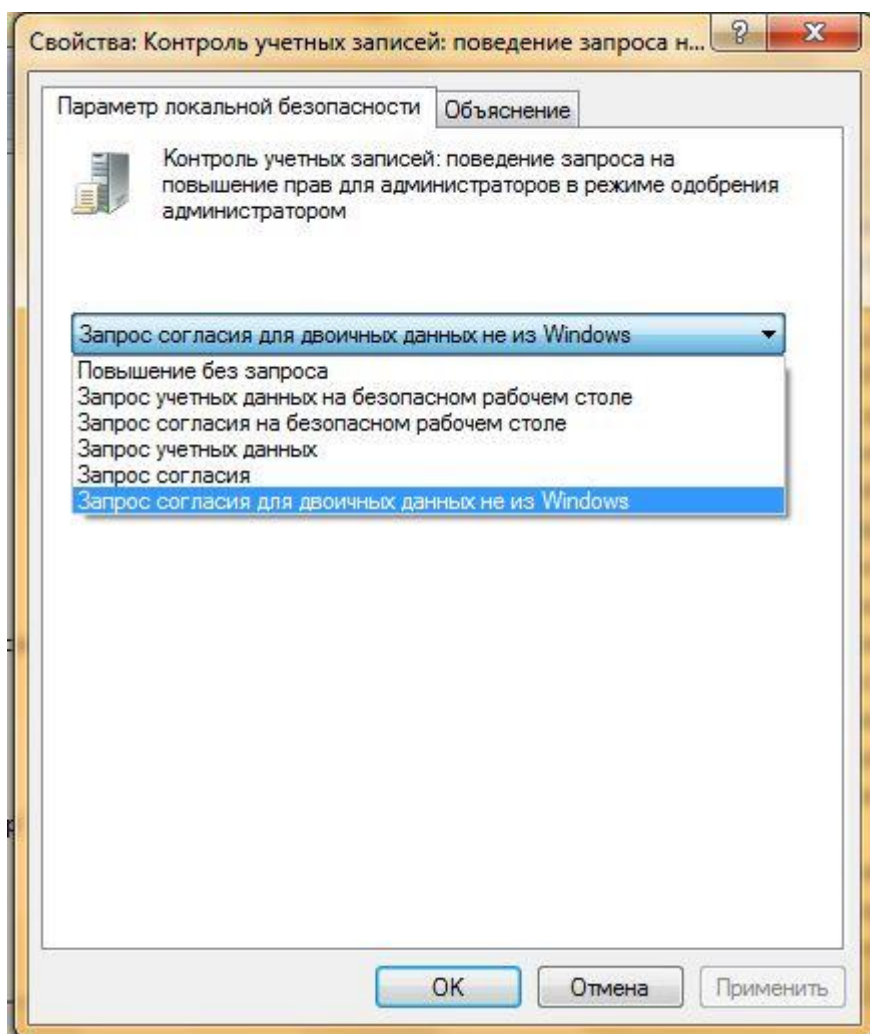 Свойства: Контроль учетных записей: поведение запроса н...
Параметр локальной безопасности
Объяснение
Контроль учетных записей: поведение запроса на
повышение прав для администраторов в режиме одобрения
администратором
Запрос согласия для двоичных данных не из Windows
Повышение без запроса
Запрос учетных данных на безопасном рабочем столе
Запрос согласия на безопасном рабочем столе
Запрос учетных данных
Запрос согласия
Запрос согласия для двоичных данных не из Windows
ОК
Отмена
Применить